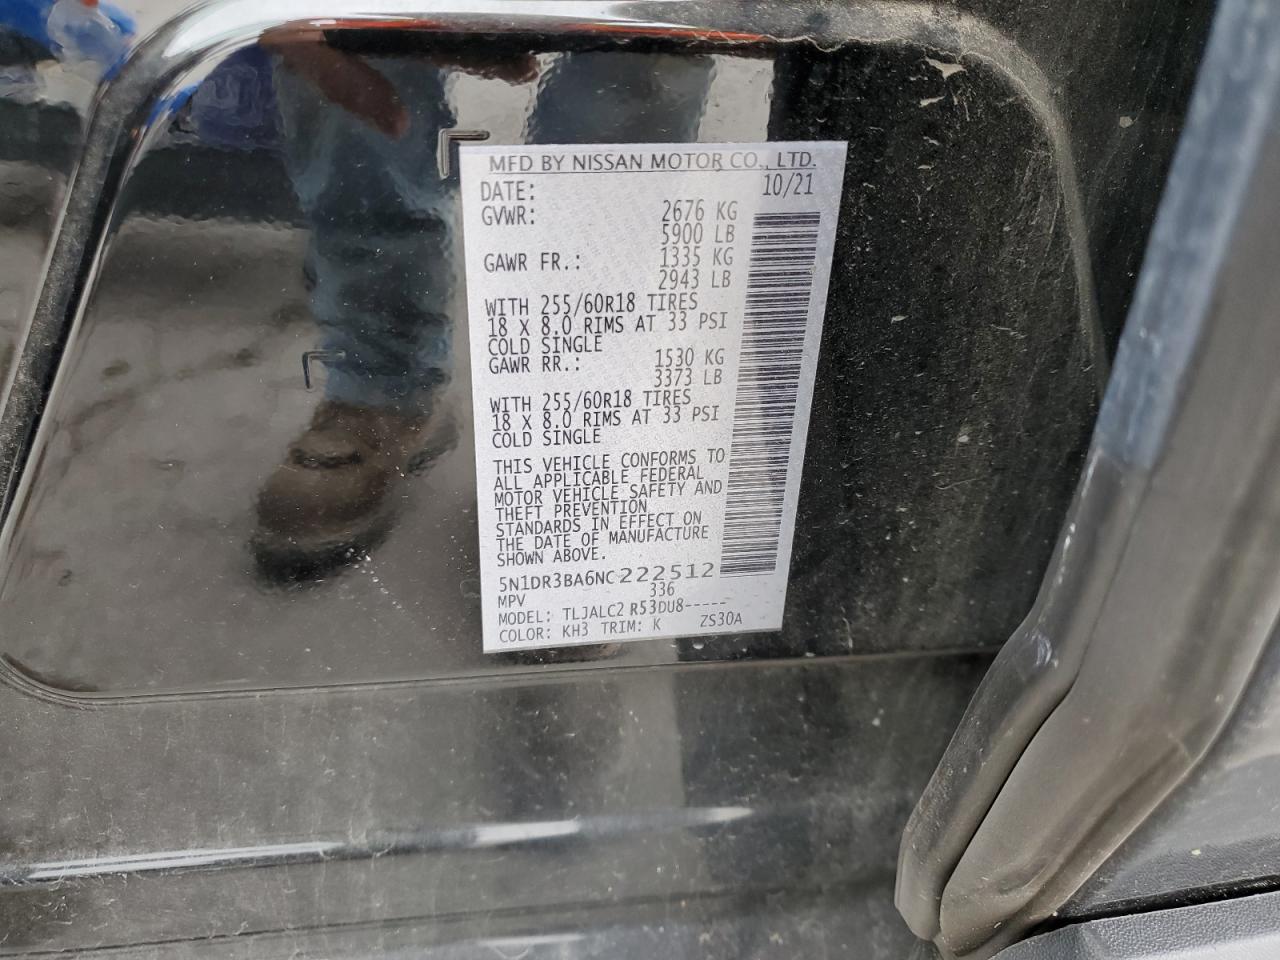 MFD BY NISSAN MOTOR CO., LTD.
DATE: 10/21
GVWR: 2676 KG
5900 LB
GAWR FR.: 1335 KG
2943 LB
WITH 255/60R18 TIRES
18 X 8.0 RIMS AT 33 PSI
COLD SINGLE
GAWR RR.: 1530 KG
3373 LB
WITH 255/60R18 TIRES
18 X 8.0 RIMS AT 33 PSI
COLD SINGLE
THIS VEHICLE CONFORMS TO
ALL APPLICABLE FEDERAL
MOTOR VEHICLE SAFETY AND
THEFT PREVENTION
STANDARDS IN EFFECT ON
THE DATE OF MANUFACTURE
SHOWN ABOVE.
5N1DR3BA6NC222512
MPV 336
MODEL: TLJALC2 R53DU8-----
COLOR: KH3 TRIM: K ZS30A